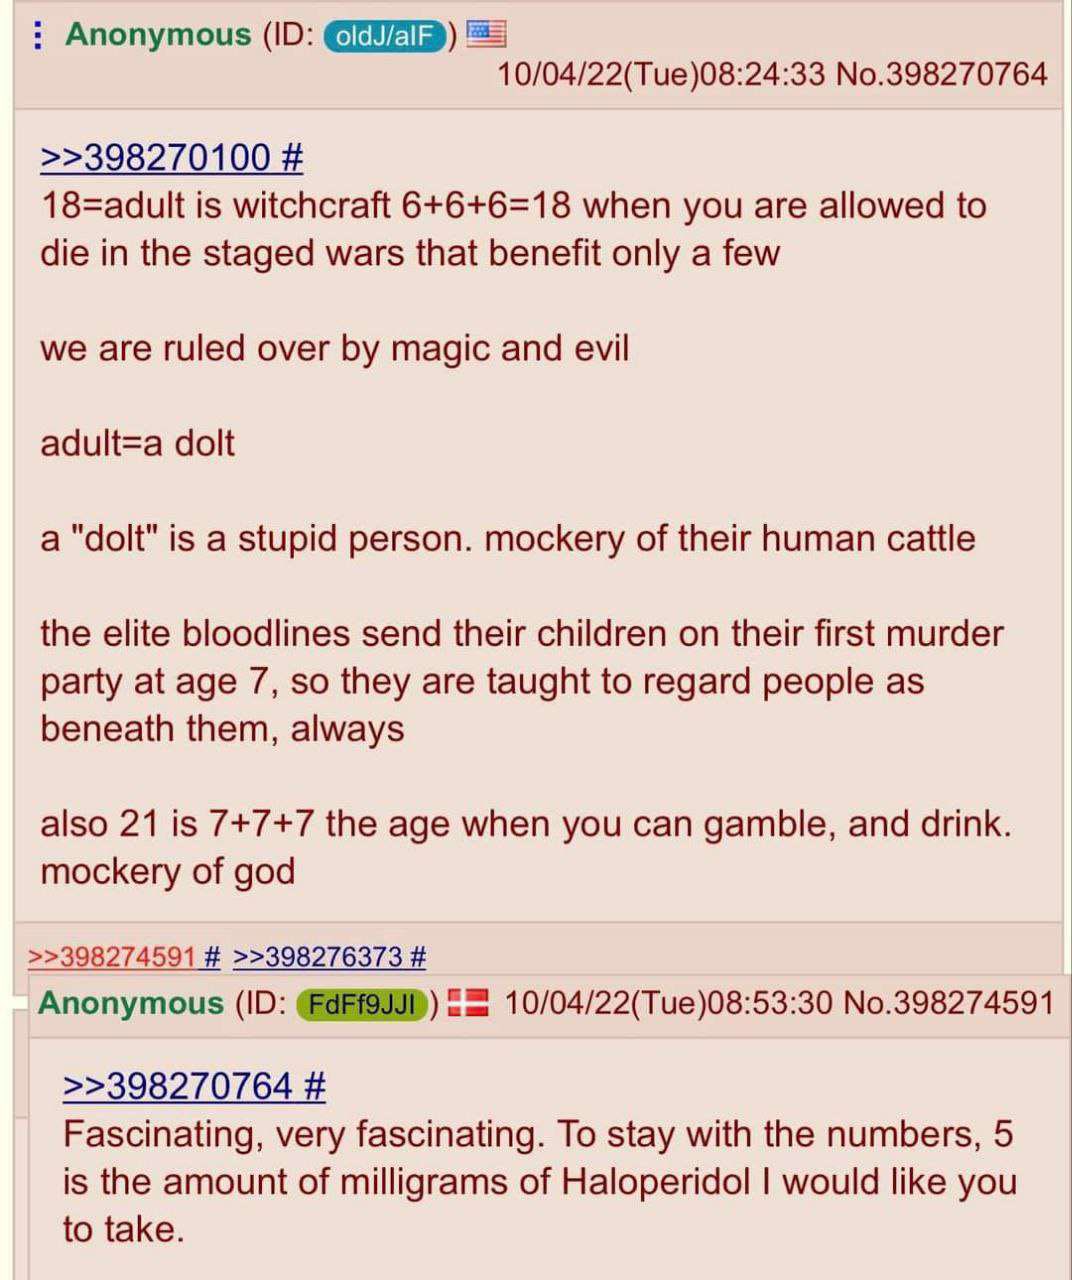 Anonymous (ID: oldJ/alF)
10/04/22(Tue)08:24:33 No.398270764
>>398270100 #
18=adult is witchcraft 6+6+6=18 when you are allowed to
die in the staged wars that benefit only a few
we are ruled over by magic and evil
adult=a dolt
a "dolt" is a stupid person. mockery of their human cattle
the elite bloodlines send their children on their first murder
party at age 7, so they are taught to regard people as
beneath them, always
also 21 is 7+7+7 the age when you can gamble, and drink.
mockery of god
>>398274591 # >>398276373 #
Anonymous (ID: FdFf9JJl) 10/04/22(Tue)08:53:30 No.398274591
>>398270764 #
Fascinating, very fascinating. To stay with the numbers, 5
is the amount of milligrams of Haloperidol I would like you
to take.